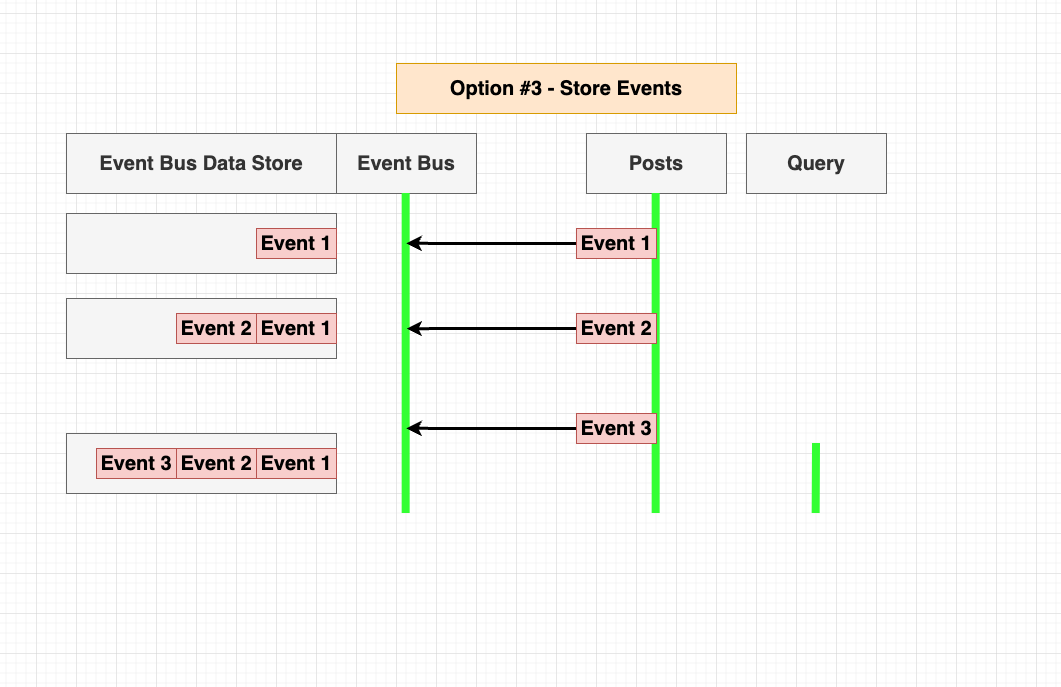 Option #3 - Store Events
Event Bus Data Store
Event Bus
Posts
Query
Event 1
Event 1
Event 2
Event 1
Event 2
Event 3
Event 3
Event 2
Event 1